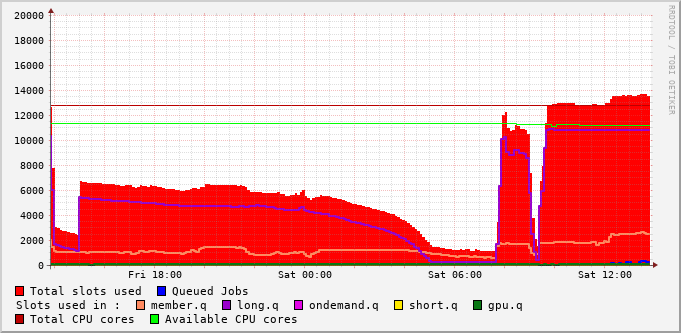 20000
18000
16000
14000
12000
10000
8000
6000
4000
2000
0
Fri 18:00 Sat 00:00 Sat 06:00 Sat 12:00
RRDTOOL / TOBI OETIKER
Total slots used Queued Jobs
Slots used in : member.q long.q ondemand.q short.q gpu.q
Total CPU cores Available CPU cores